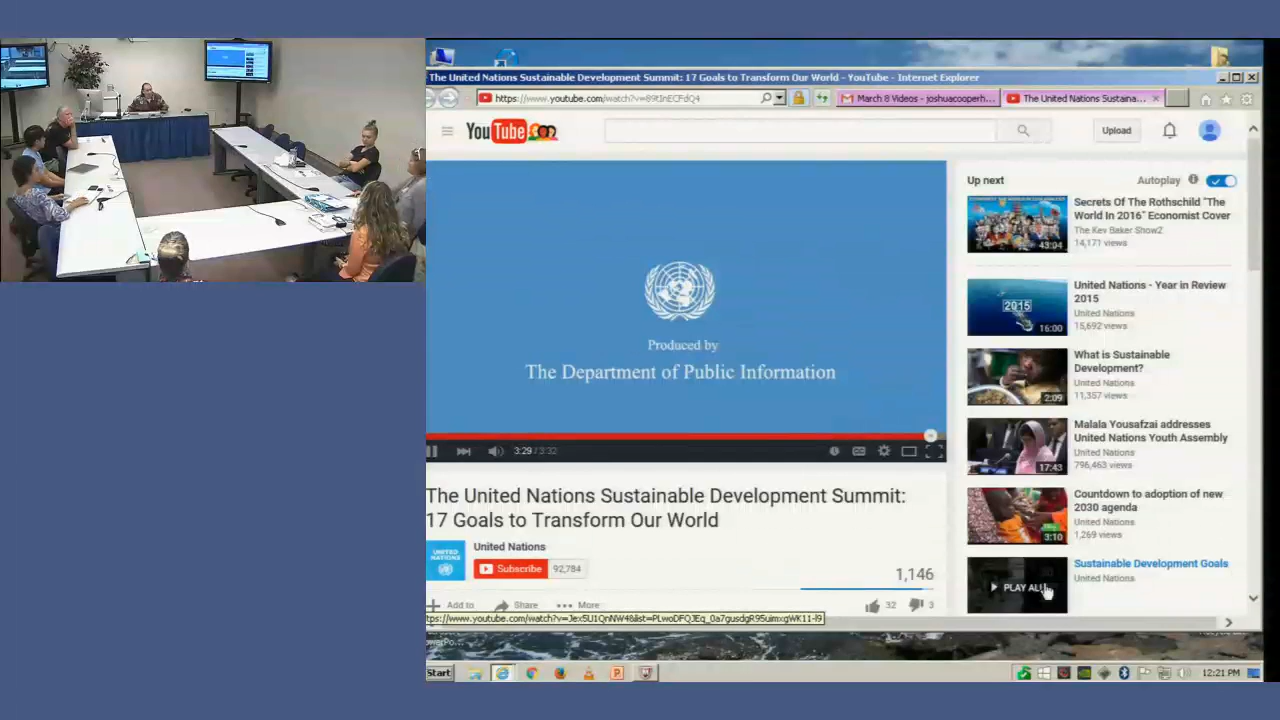 The United Nations Sustainable Development Summit: 17 Goals to Transform Our World - YouTube - Internet Explorer
March 8 Videos - joshuacooperh...
The United Nations Sustaina...
YouTube
Upload
Up next
Autoplay
Secrets Of The Rothschild "The
World In 2016" Economist Cover
The Kev Baker Show2
14,171 views
43:04
United Nations - Year in Review
2015
United Nations
15,692 views
2015
16:00
What is Sustainable
Development?
United Nations
11,357 views
2:09
Malala Yousafzai addresses
United Nations Youth Assembly
United Nations
796,463 views
17:43
Countdown to adoption of new
2030 agenda
United Nations
1,269 views
3:10
Sustainable Development Goals
United Nations
PLAY ALL
Produced by
The Department of Public Information
3:29 / 3:32
The United Nations Sustainable Development Summit:
17 Goals to Transform Our World
UNITED
NATIONS
United Nations
Subscribe
92,784
1,146
Add to
Share
More
32
3
Start
12:21 PM